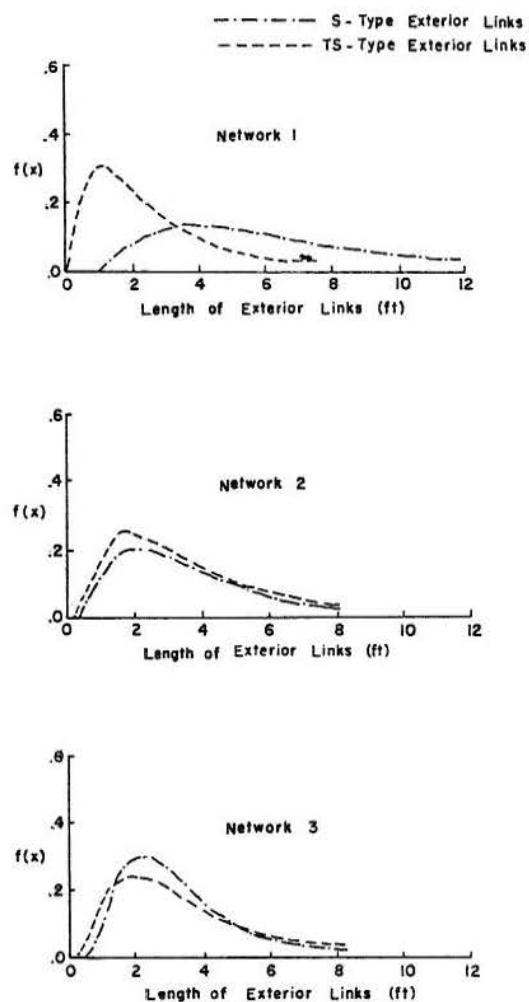 S-Type Exterior Links
TS-Type Exterior Links
.6
.4
.2
.0
f(x)
Network 1
0 2 4 6 8 10 12
Length of Exterior Links (ft)
.6
.4
.2
.0
f(x)
Network 2
0 2 4 6 8 10 12
Length of Exterior Links (ft)
.6
.4
.2
.0
f(x)
Network 3
0 2 4 6 8 10 12
Length of Exterior Links (ft)